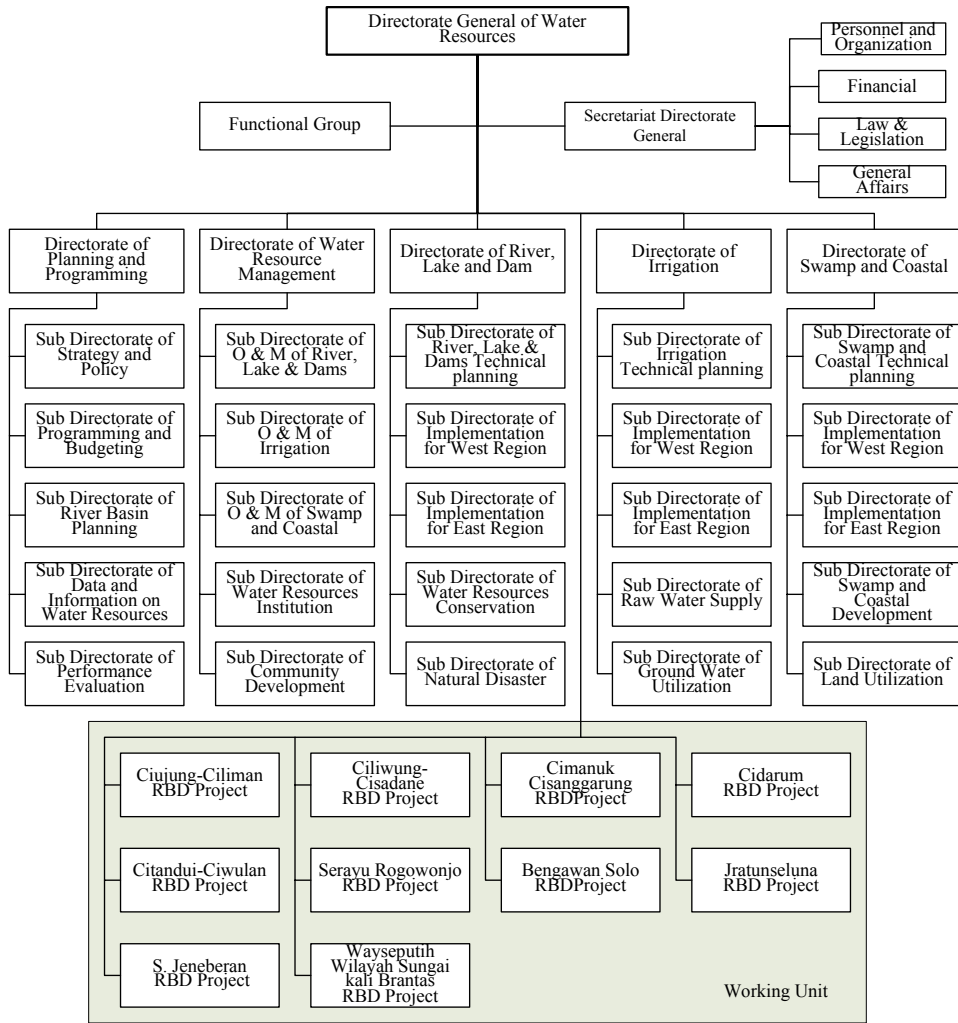 Directorate General of Water
Resources
Personnel and
Organization
Financial
Law &
Legislation
General
Affairs
Functional Group
Secretariat Directorate
General
Directorate of
Planning and
Programming
Directorate of Water
Resource
Management
Directorate of River,
Lake and Dam
Directorate of
Irrigation
Directorate of
Swamp and Coastal
Sub Directorate of
Strategy and
Policy
Sub Directorate of
O & M of River,
Lake & Dams
Sub Directorate of
River, Lake &
Dams Technical
planning
Sub Directorate of
Irrigation
Technical planning
Sub Directorate of
Swamp and
Coastal Technical
planning
Sub Directorate of
Programming and
Budgeting
Sub Directorate of
O & M of
Irrigation
Sub Directorate of
Implementation
for West Region
Sub Directorate of
Implementation
for West Region
Sub Directorate of
Implementation
for West Region
Sub Directorate of
River Basin
Planning
Sub Directorate of
O & M of Swamp
and Coastal
Sub Directorate of
Implementation
for East Region
Sub Directorate of
Implementation
for East Region
Sub Directorate of
Implementation
for East Region
Sub Directorate of
Data and
Information on
Water Resources
Sub Directorate of
Water Resources
Institution
Sub Directorate of
Water Resources
Conservation
Sub Directorate of
Raw Water Supply
Sub Directorate of
Swamp and
Coastal
Development
Sub Directorate of
Performance
Evaluation
Sub Directorate of
Community
Development
Sub Directorate of
Natural Disaster
Sub Directorate of
Ground Water
Utilization
Sub Directorate of
Land Utilization
Ciujung-Ciliman
RBD Project
Ciliwung-
Cisadane
RBD Project
Cimanuk
Cisanggarung
RBDProject
Cidarum
RBD Project
Citandui-Ciwulan
RBD Project
Serayu Rogowonjo
RBD Project
Bengawan Solo
RBDProject
Jratunseluna
RBD Project
S. Jeneberan
RBD Project
Wayseputih
Wilayah Sungai
kali Brantas
RBD Project
Working Unit